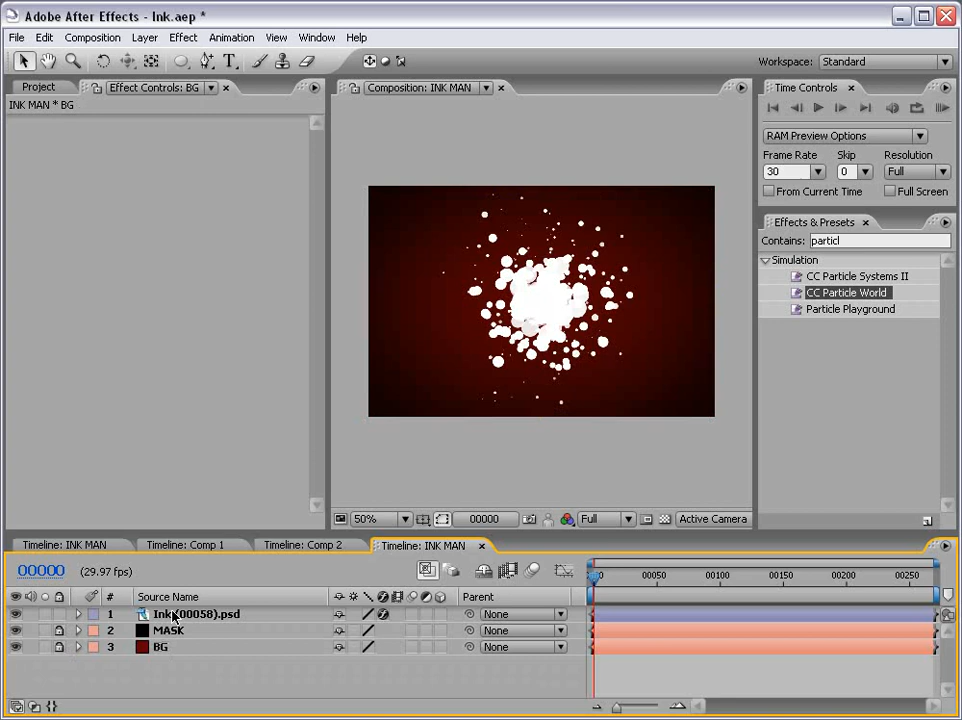 Adobe After Effects - Ink.aep *
File Edit Composition Layer Effect Animation View Window Help
Workspace: Standard
Project Effect Controls: BG
INK MAN * BG
Composition: INK MAN
Time Controls
RAM Preview Options
Frame Rate Skip Resolution
30 0 Full
From Current Time Full Screen
Effects & Presets
Contains: particl
Simulation
CC Particle Systems II
CC Particle World
Particle Playground
50% 00000 Full Active Camera
Timeline: INK MAN Timeline: Comp 1 Timeline: Comp 2 Timeline: INK MAN
00000 (29.97 fps)
00050 00100 00150 00200 00250
# Source Name Parent
1 Ink (00058).psd None
2 MASK None
3 BG None